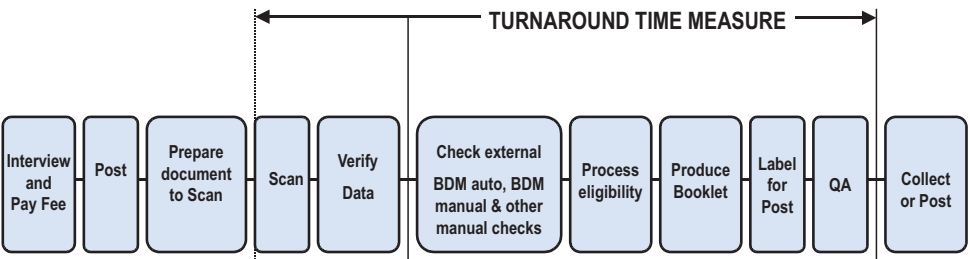 TURNAROUND TIME MEASURE
Interview
and
Pay Fee
Post
Prepare
document
to Scan
Scan
Verify
Data
Check external
BDM auto, BDM
manual & other
manual checks
Process
eligibility
Produce
Booklet
Label
for
Post
QA
Collect
or Post